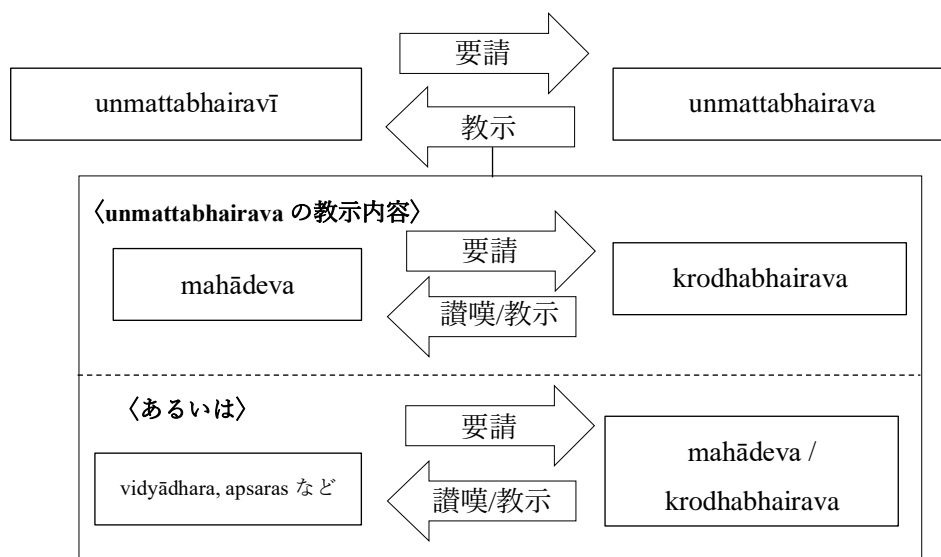 要請
unmattabhairavī
unmattabhairava
教示
〈unmattabhairava の教示内容〉
要請
mahādeva
krodhabhairava
讃嘆/教示
〈あるいは〉
要請
mahādeva /
krodhabhairava
vidyādhara, apsaras など
讃嘆/教示